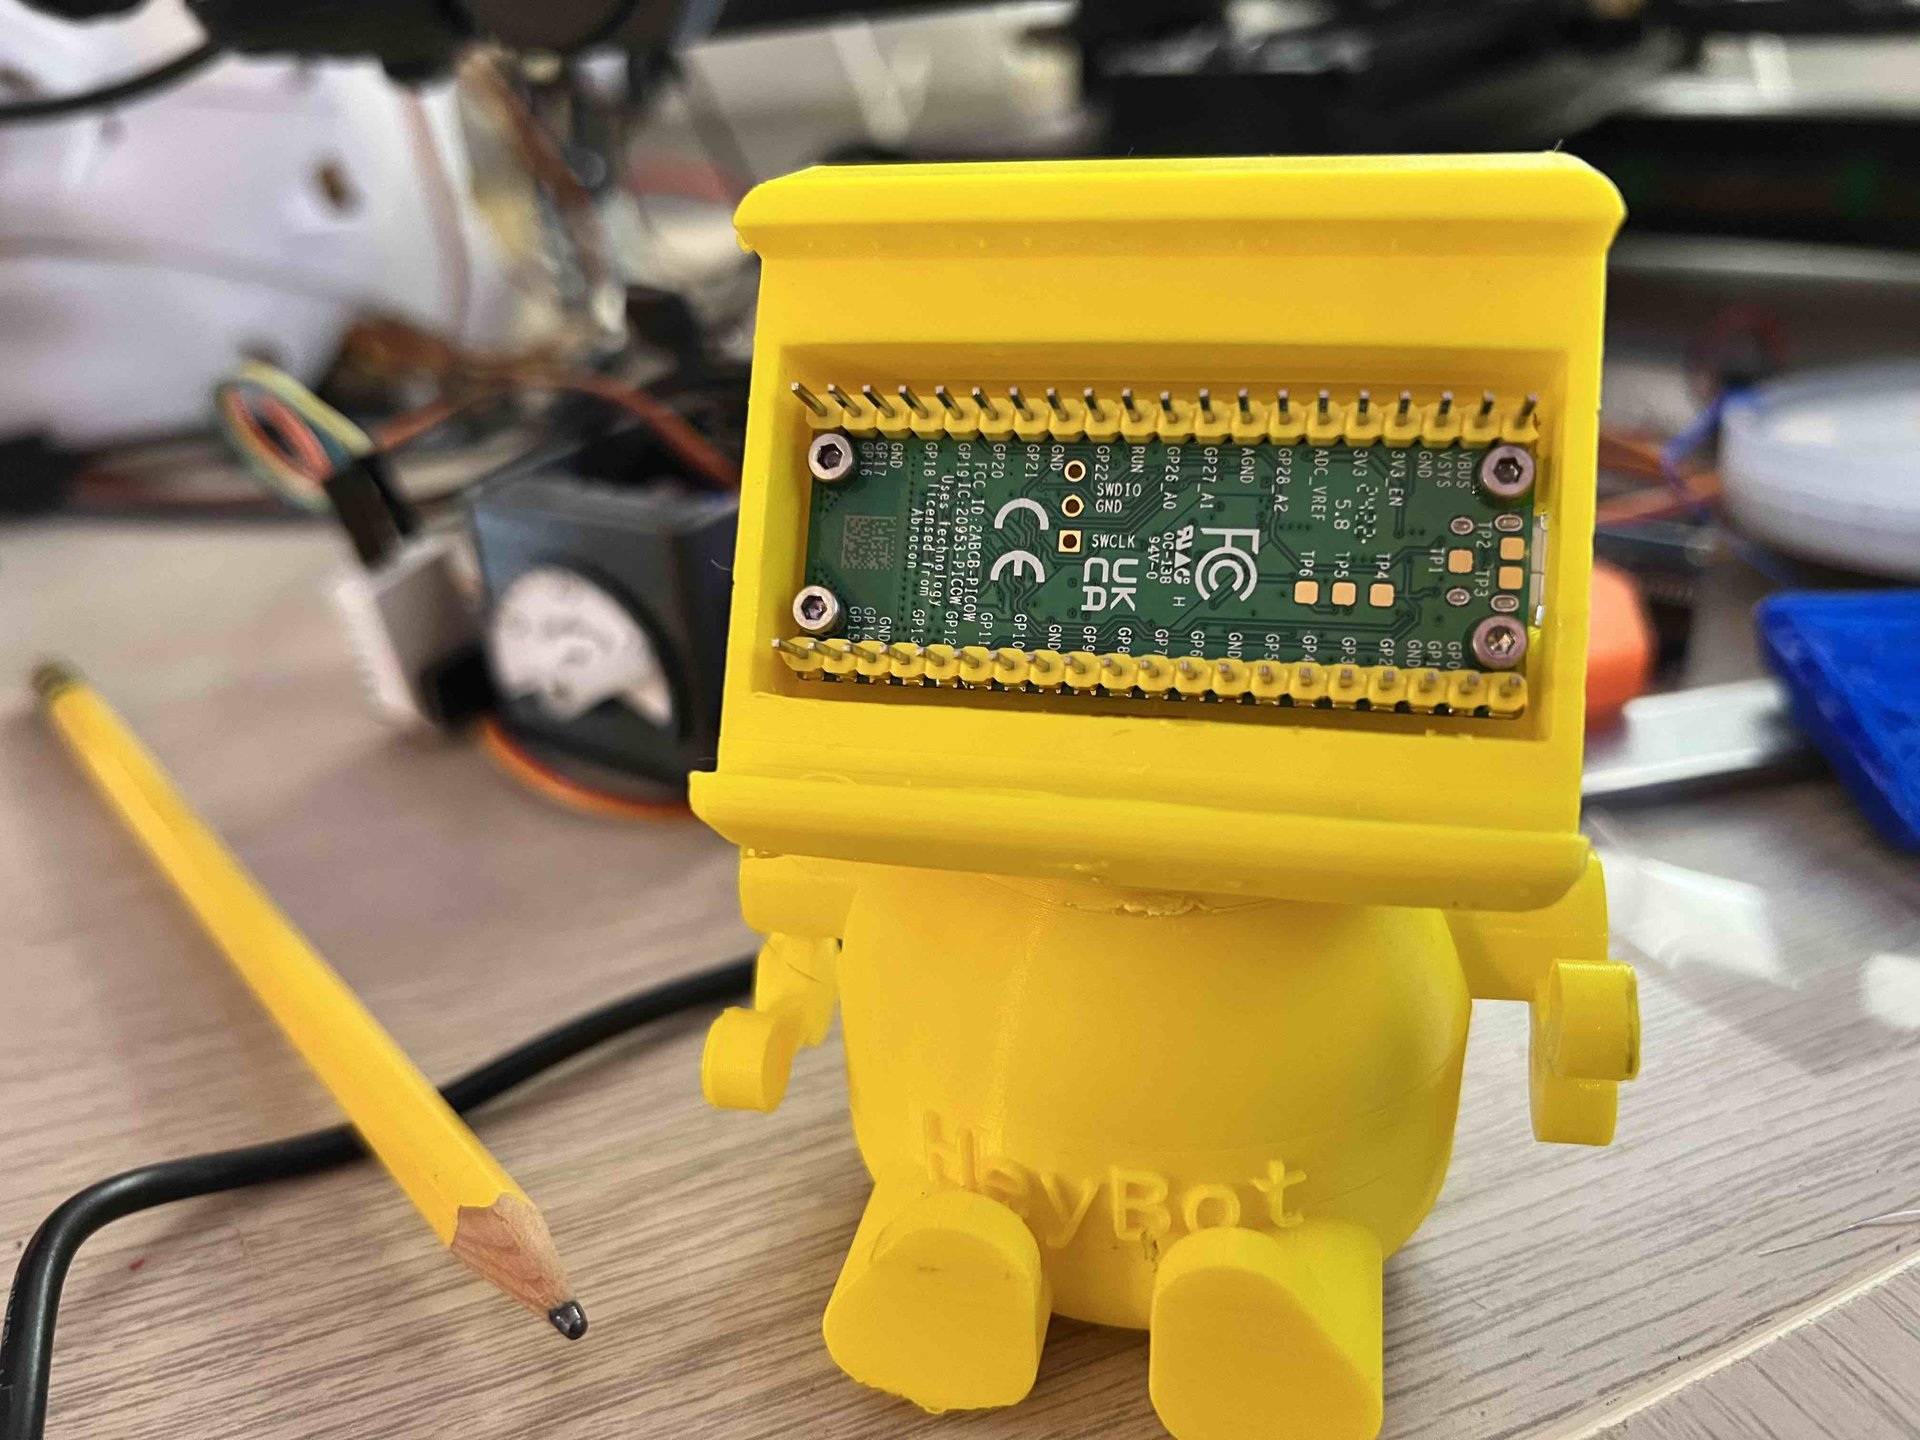 GP16
GP17
GND
GP18
GP19
GP20
GP21
GND
GP22
RUN
GP26_A0
GP27_A1
AGND
GP28_A2
ADC_VREF
3V3
3V3_EN
GND
VSYS
VBUS
FCC ID:2ABCB-PICOW
IC:20953-PICOW
Uses technology
licensed from
Abracon
SWDIO
GND
SWCLK
CE
UK
CA
OC-138
94V-0
H
FC
5.8
TP6
TP5
TP4
TP1
TP2
TP3
GP15
GP14
GND
GP13
GP12
GP11
GP10
GND
GP9
GP8
GP7
GP6
GND
GP5
GP4
GP3
GP2
GND
GP1
GP0
HeyBot